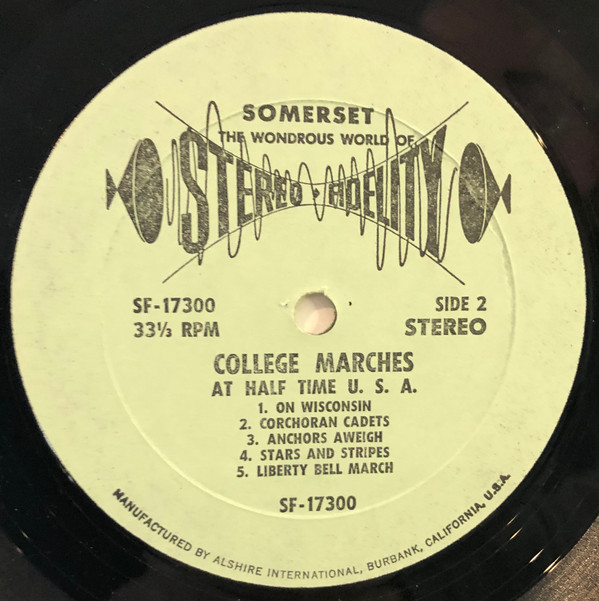 SOMERSET
THE WONDROUS WORLD OF
STEREO • FIDELITY
SF-17300
33⅓ RPM
SIDE 2
STEREO
COLLEGE MARCHES
AT HALF TIME U. S. A.
1. ON WISCONSIN
2. CORCHORAN CADETS
3. ANCHORS AWEIGH
4. STARS AND STRIPES
5. LIBERTY BELL MARCH
SF-17300
MANUFACTURED BY ALSHIRE INTERNATIONAL, BURBANK, CALIFORNIA, U.S.A.